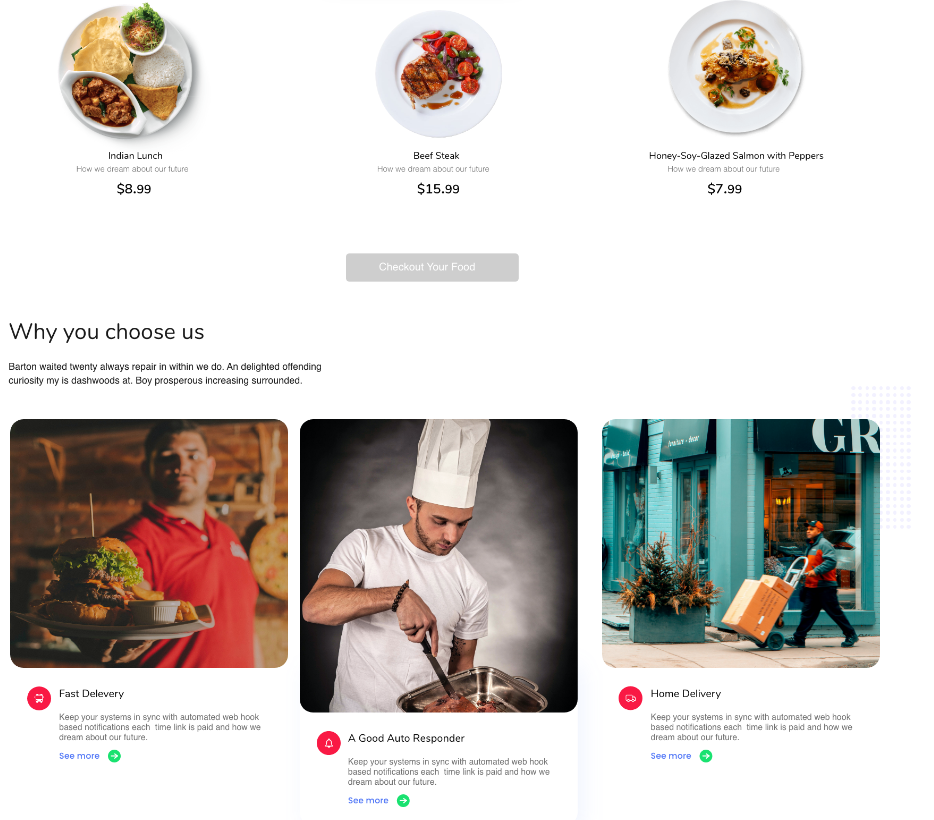 Indian Lunch
How we dream about our future
$8.99
Beef Steak
How we dream about our future
$15.99
Honey-Soy-Glazed Salmon with Peppers
How we dream about our future
$7.99
Checkout Your Food
Why you choose us
Barton waited twenty always repair in within we do. An delighted offending
curiosity my is dashwoods at. Boy prosperous increasing surrounded.
furniture · decor
GR
Fast Delevery
Keep your systems in sync with automated web hook
based notifications each time link is paid and how we
dream about our future.
See more
A Good Auto Responder
Keep your systems in sync with automated web hook
based notifications each time link is paid and how we
dream about our future.
See more
Home Delivery
Keep your systems in sync with automated web hook
based notifications each time link is paid and how we
dream about our future.
See more